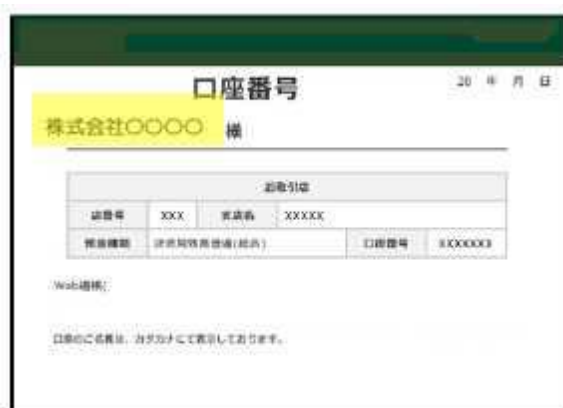 口座番号
20 年 月 日
株式会社〇〇〇〇 様
お取引店
店番号 XXX 支店名 XXXXX
預金種類 口座番号 XXXXXXX
口座のご名義は、カタカナにて表示しております。